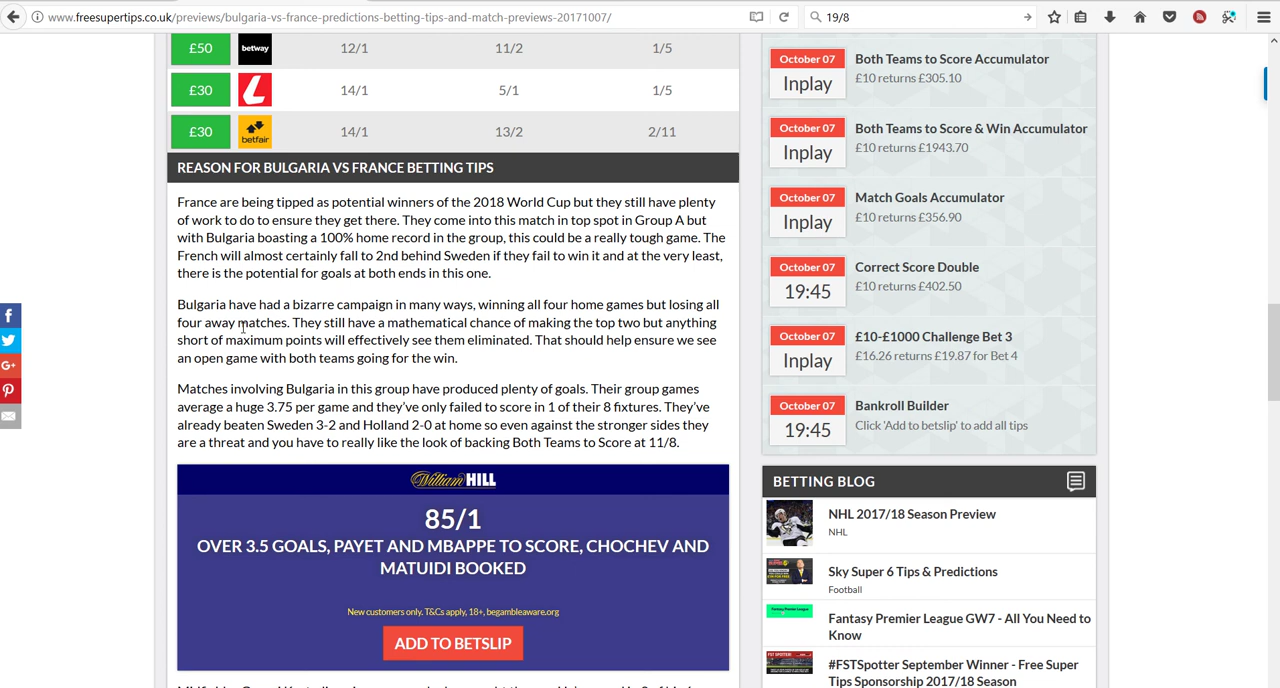 www.freesupertips.co.uk/previews/bulgaria-vs-france-predictions-betting-tips-and-match-previews-20171007/
19/8
£50 betway 12/1 11/2 1/5
£30 L 14/1 5/1 1/5
£30 betfair 14/1 13/2 2/11
REASON FOR BULGARIA VS FRANCE BETTING TIPS
France are being tipped as potential winners of the 2018 World Cup but they still have plenty
of work to do to ensure they get there. They come into this match in top spot in Group A but
with Bulgaria boasting a 100% home record in the group, this could be a really tough game. The
French will almost certainly fall to 2nd behind Sweden if they fail to win it and at the very least,
there is the potential for goals at both ends in this one.
Bulgaria have had a bizarre campaign in many ways, winning all four home games but losing all
four away matches. They still have a mathematical chance of making the top two but anything
short of maximum points will effectively see them eliminated. That should help ensure we see
an open game with both teams going for the win.
Matches involving Bulgaria in this group have produced plenty of goals. Their group games
average a huge 3.75 per game and they've only failed to score in 1 of their 8 fixtures. They've
already beaten Sweden 3-2 and Holland 2-0 at home so even against the stronger sides they
are a threat and you have to really like the look of backing Both Teams to Score at 11/8.
William HILL
85/1
OVER 3.5 GOALS, PAYET AND MBAPPE TO SCORE, CHOCHEV AND
MATUIDI BOOKED
New customers only. T&Cs apply, 18+, begambleaware.org
ADD TO BETSLIP
October 07
Inplay
Both Teams to Score Accumulator
£10 returns £305.10
October 07
Inplay
Both Teams to Score & Win Accumulator
£10 returns £1943.70
October 07
Inplay
Match Goals Accumulator
£10 returns £356.90
October 07
19:45
Correct Score Double
£10 returns £402.50
October 07
Inplay
£10-£1000 Challenge Bet 3
£16.26 returns £19.87 for Bet 4
October 07
19:45
Bankroll Builder
Click 'Add to betslip' to add all tips
BETTING BLOG
NHL 2017/18 Season Preview
NHL
Sky Super 6 Tips & Predictions
Football
Fantasy Premier League GW7 - All You Need to
Know
#FSTSpotter September Winner - Free Super
Tips Sponsorship 2017/18 Season